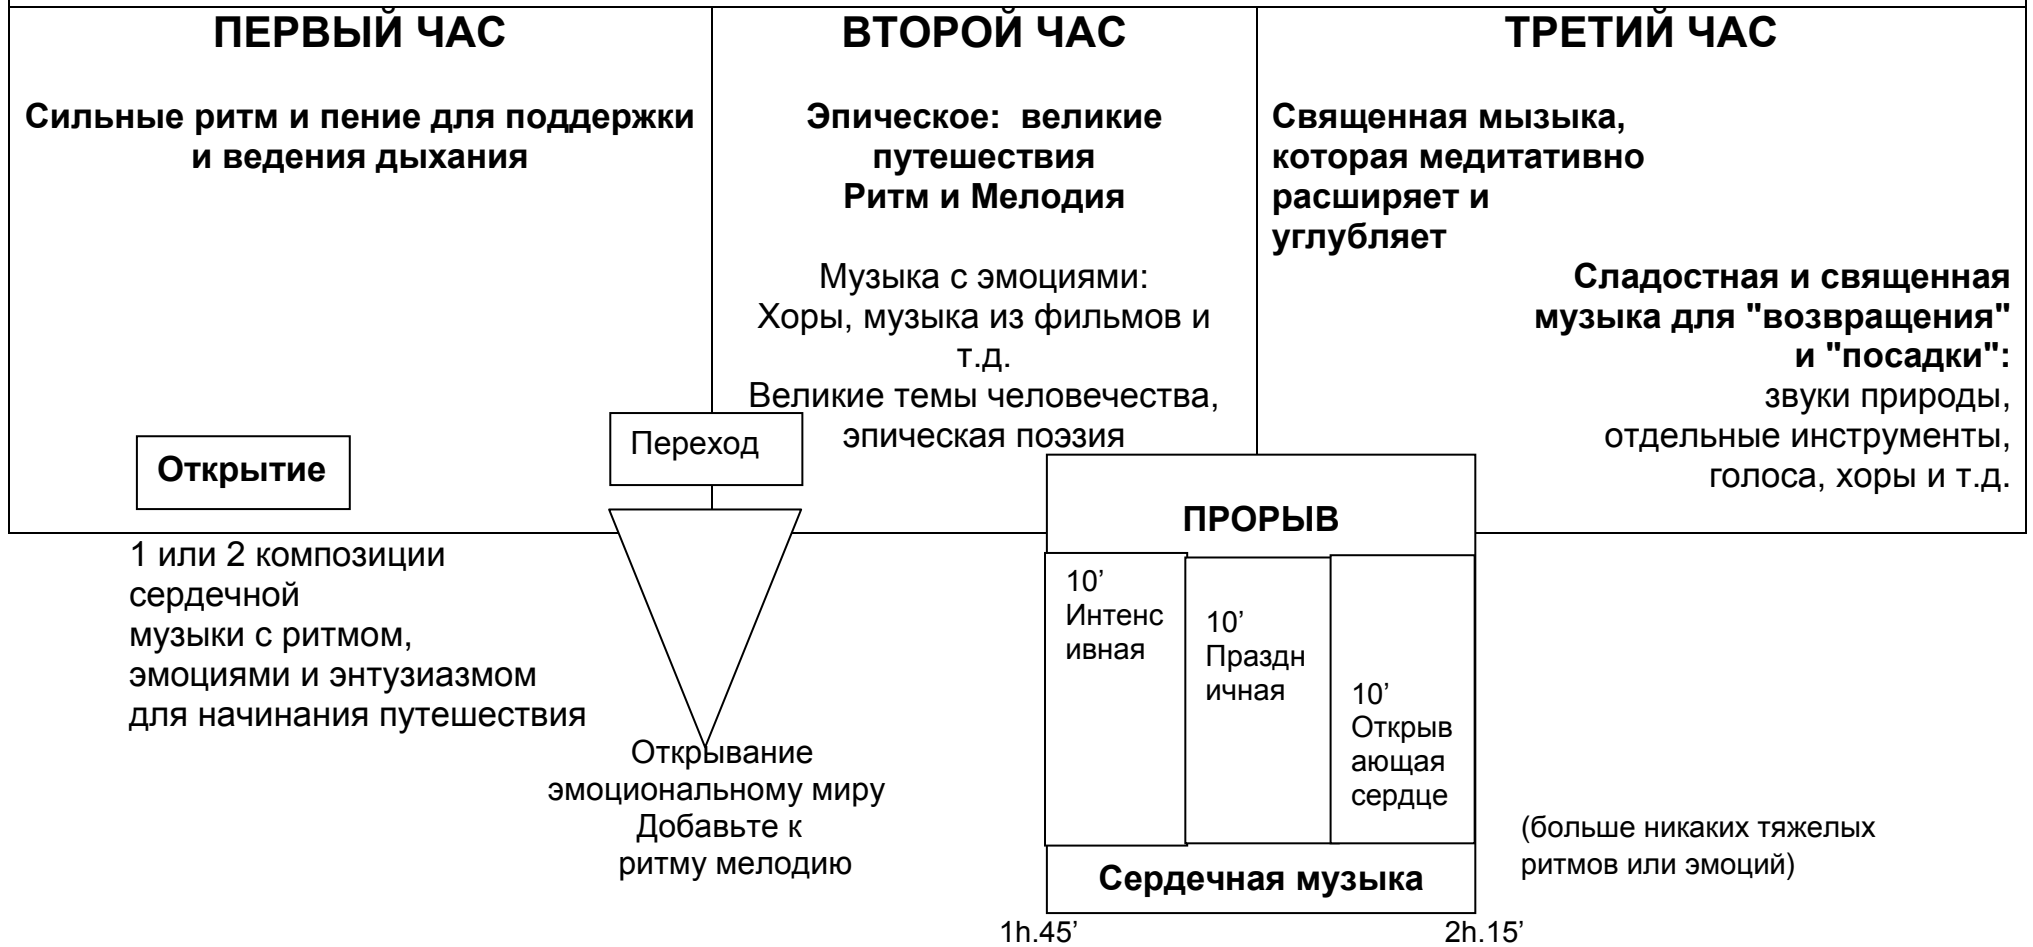 ПЕРВЫЙ ЧАС
Сильные ритм и пение для поддержки
и ведения дыхания
Открытие
1 или 2 композиции
сердечной
музыки с ритмом,
эмоциями и энтузиазмом
для начинания путешествия
Переход
Открывание
эмоциональному миру
Добавьте к
ритму мелодию
ВТОРОЙ ЧАС
Эпическое:  великие
путешествия
Ритм и Мелодия
Музыка с эмоциями:
Хоры, музыка из фильмов и
т.д.
Великие темы человечества,
эпическая поэзия
ПРОРЫВ
10’
Интенс
ивная
10’
Праздн
ичная
10’
Открыв
ающая
сердце
Сердечная музыка
1h.45’
2h.15’
ТРЕТИЙ ЧАС
Священная мызыка,
которая медитативно
расширяет и
углубляет
Сладостная и священная
музыка для "возвращения"
и "посадки":
звуки природы,
отдельные инструменты,
голоса, хоры и т.д.
(больше никаких тяжелых
ритмов или эмоций)